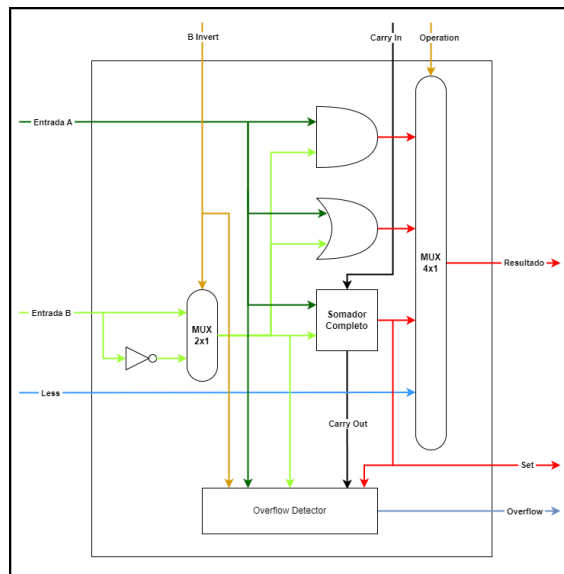 B Invert
Carry In
Operation
Entrada A
MUX
4x1
Resultado
Entrada B
MUX
2x1
Somador
Completo
Less
Carry Out
Set
Overflow Detector
Overflow